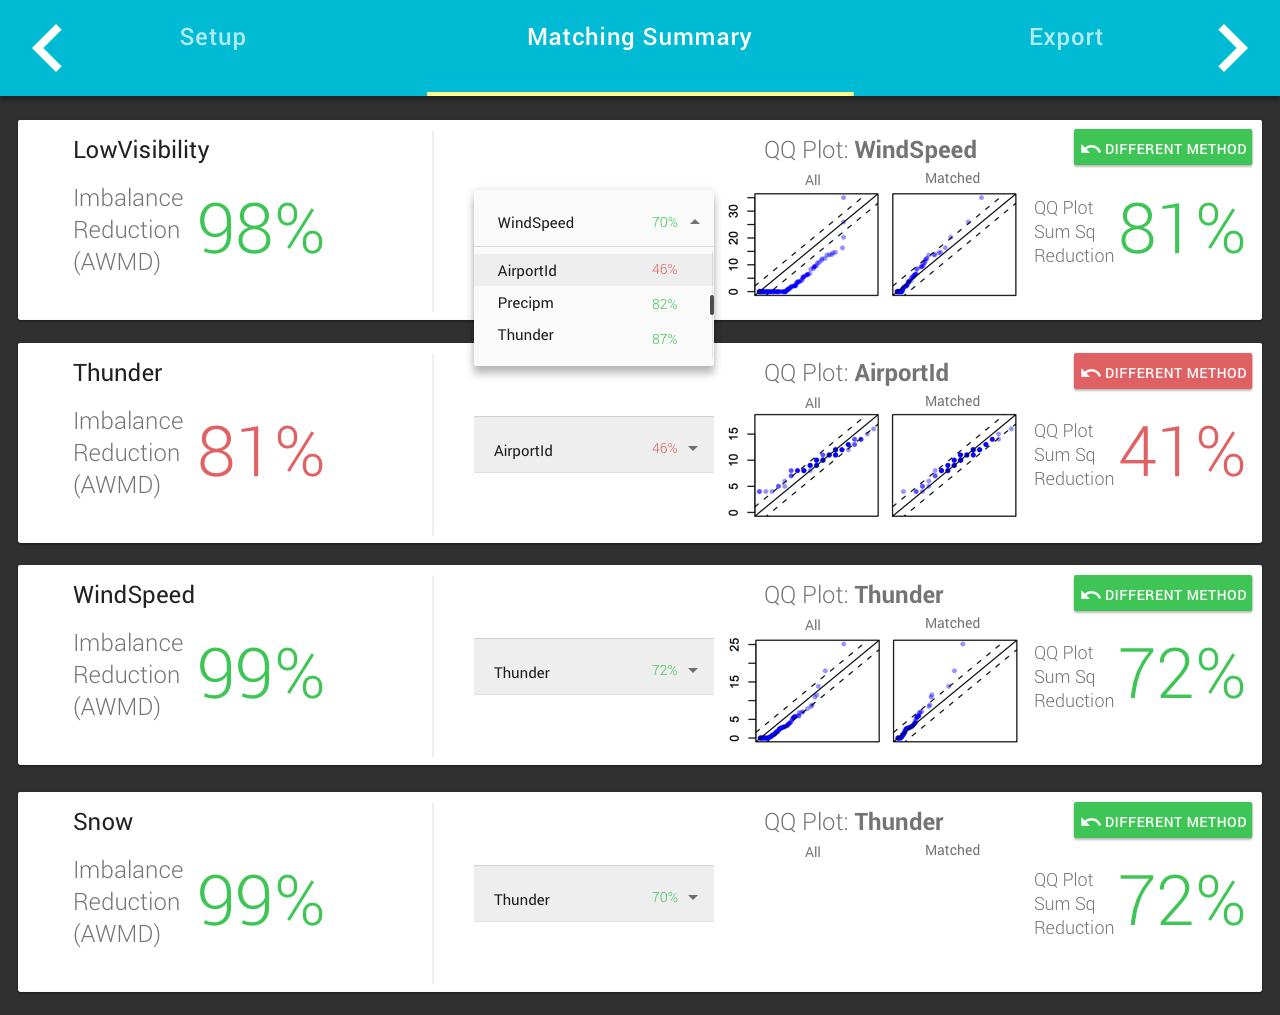 Setup
Matching Summary
Export
LowVisibility
Imbalance
Reduction
(AWMD)
98%
WindSpeed 70%
AirportId 46%
Precipm 82%
Thunder 87%
QQ Plot: WindSpeed
All
Matched
0 10 20 30
DIFFERENT METHOD
QQ Plot
Sum Sq
Reduction
81%
Thunder
Imbalance
Reduction
(AWMD)
81%
AirportId 46%
QQ Plot: AirportId
All
Matched
0 5 10 15
DIFFERENT METHOD
QQ Plot
Sum Sq
Reduction
41%
WindSpeed
Imbalance
Reduction
(AWMD)
99%
Thunder 72%
QQ Plot: Thunder
All
Matched
0 5 15 25
DIFFERENT METHOD
QQ Plot
Sum Sq
Reduction
72%
Snow
Imbalance
Reduction
(AWMD)
99%
Thunder 70%
QQ Plot: Thunder
All
Matched
DIFFERENT METHOD
QQ Plot
Sum Sq
Reduction
72%